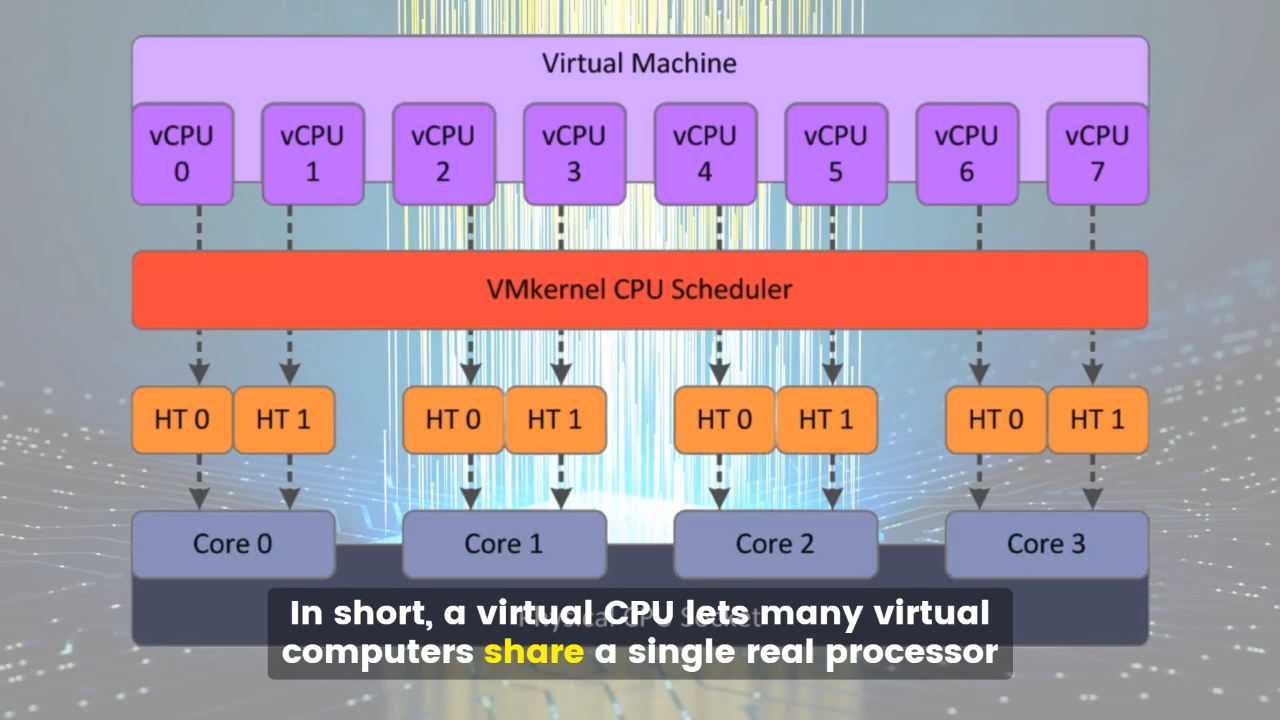 Virtual Machine
vCPU
0
vCPU
1
vCPU
2
vCPU
3
vCPU
4
vCPU
5
vCPU
6
vCPU
7
VMkernel CPU Scheduler
HT 0
HT 1
HT 0
HT 1
HT 0
HT 1
HT 0
HT 1
Core 0
Core 1
Core 2
Core 3
Physical CPU Socket
In short, a virtual CPU lets many virtual
computers share a single real processor